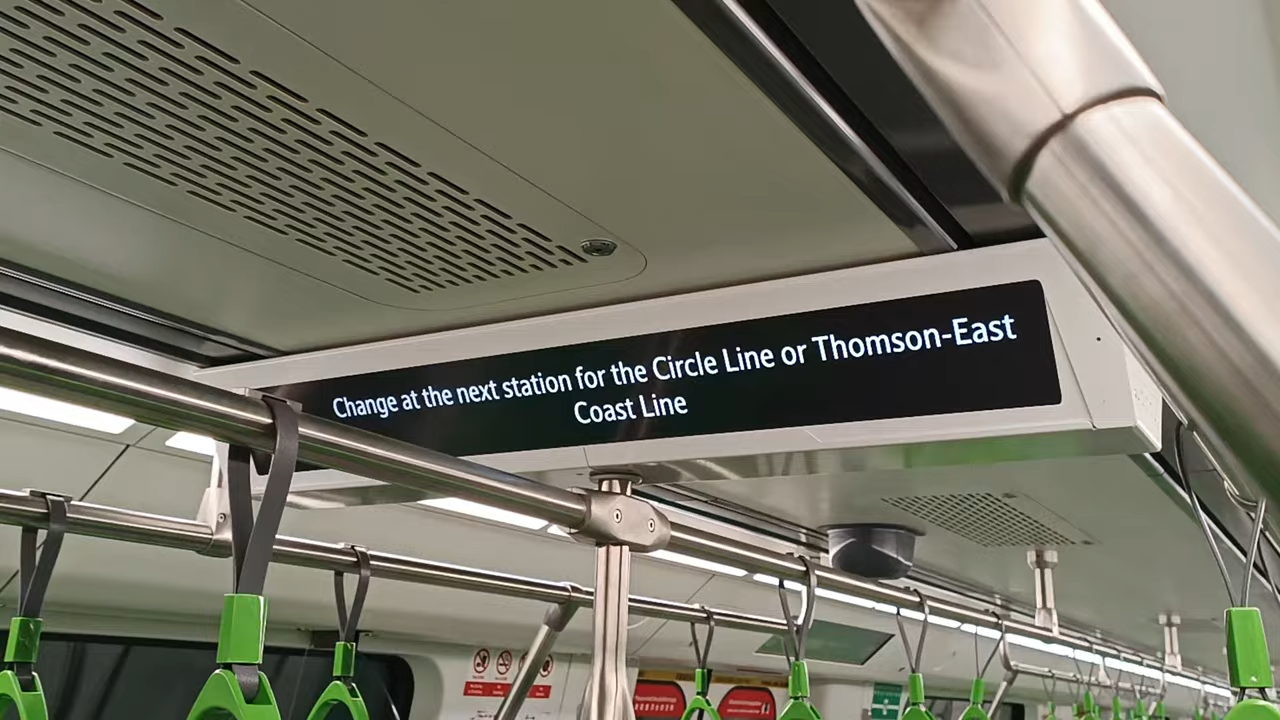 Change at the next station for the Circle Line or Thomson-East
Coast Line